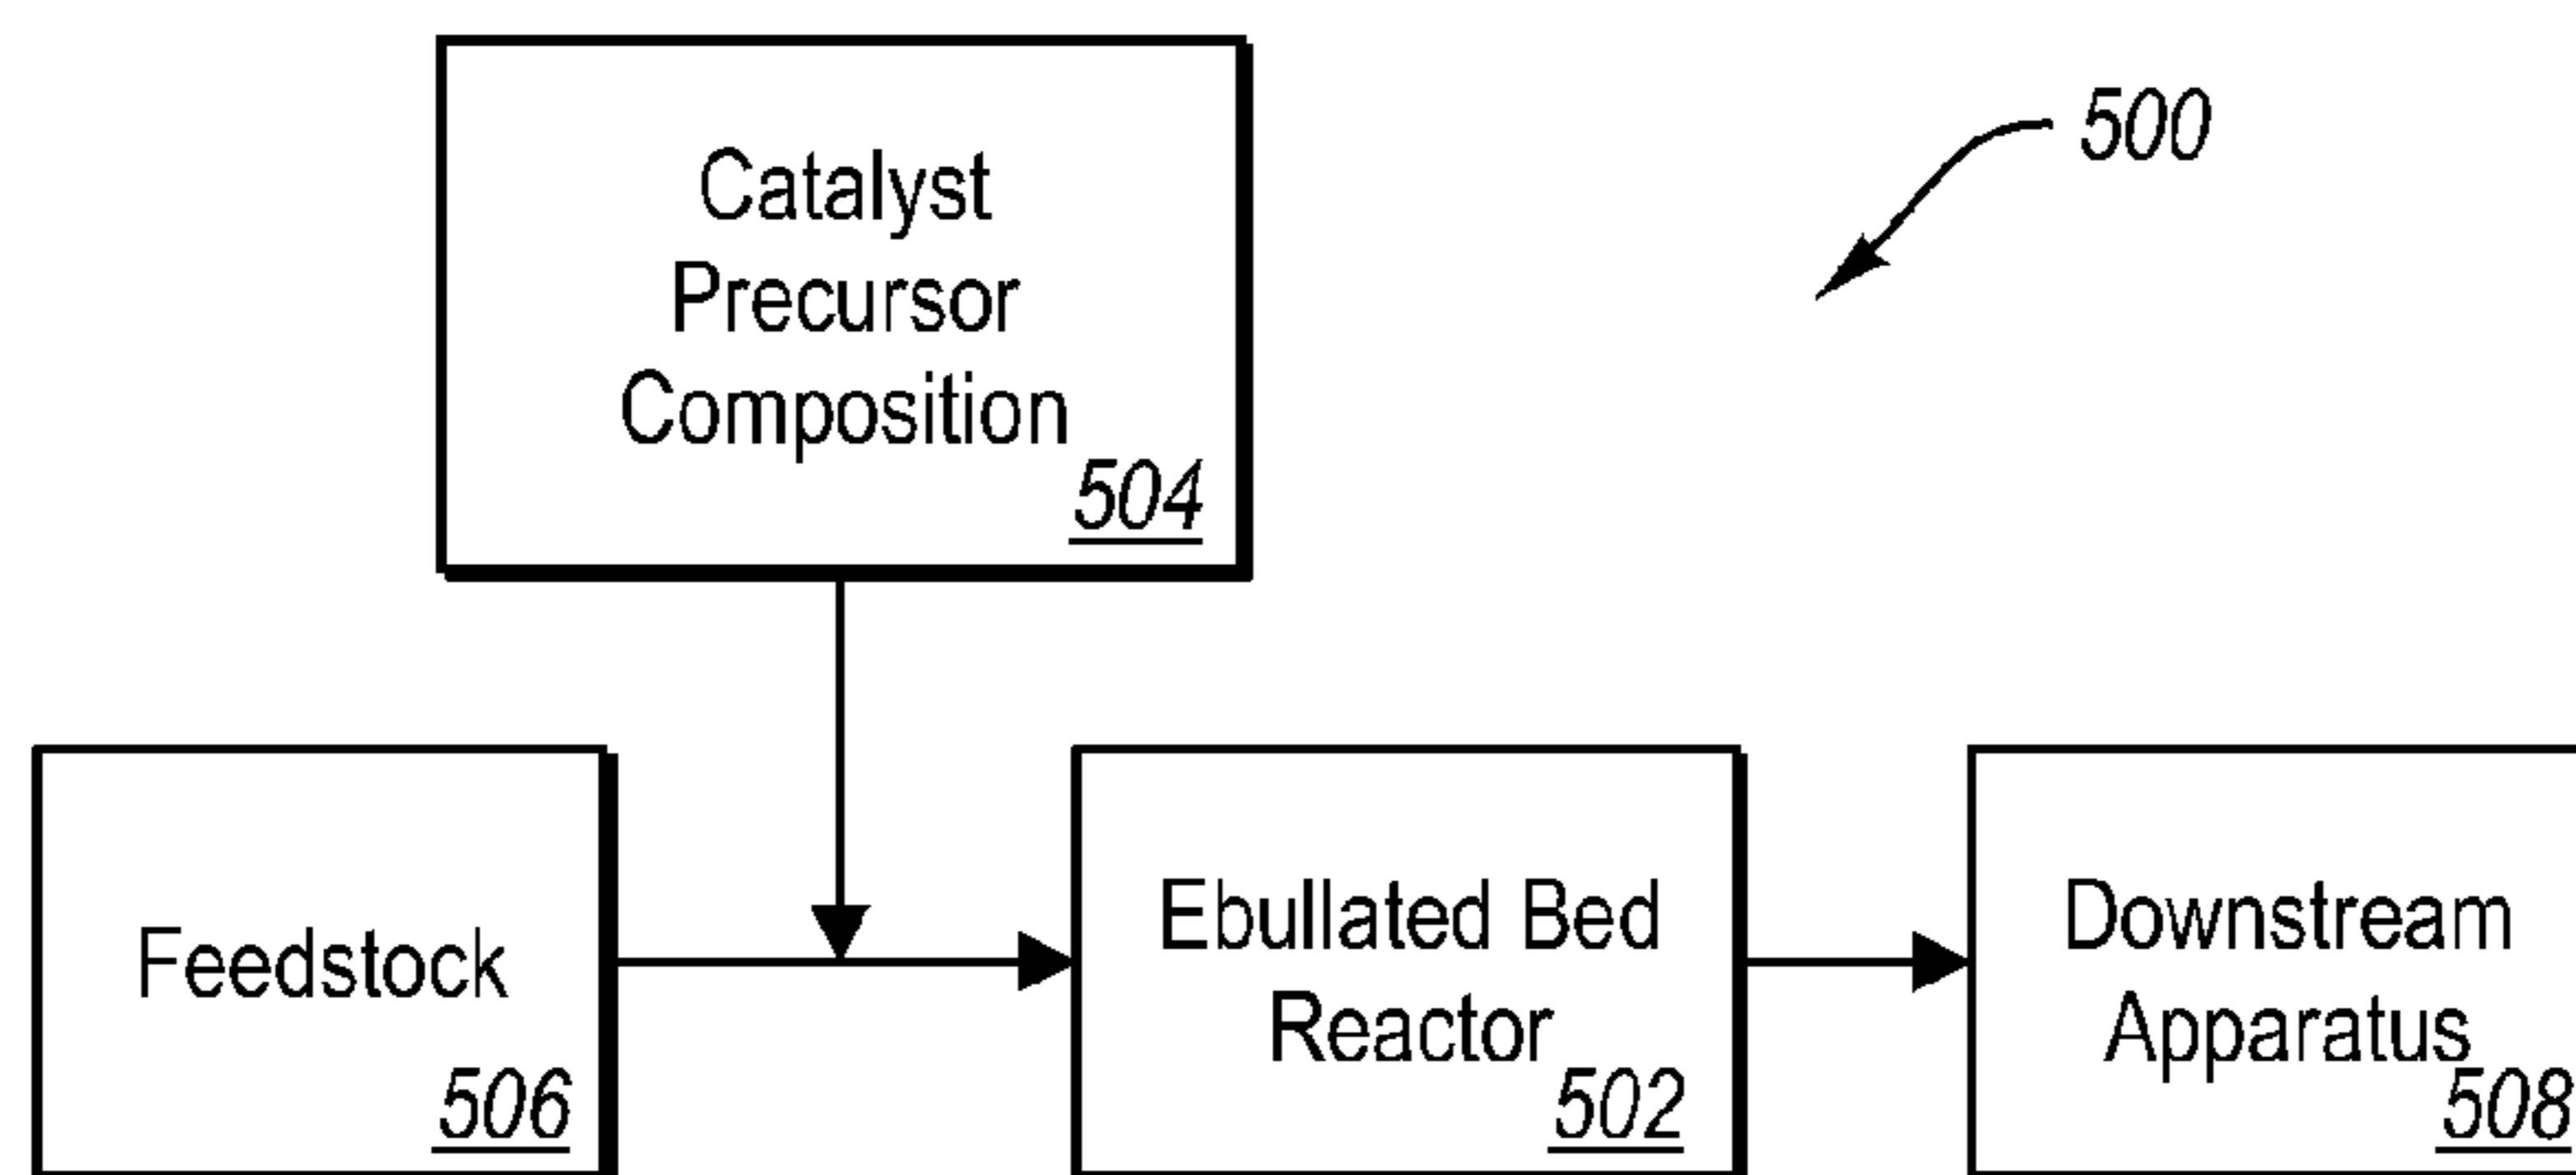 Catalyst
Precursor
Composition
504
500
Feedstock
506
Ebullated Bed
Reactor
502
Downstream
Apparatus
508